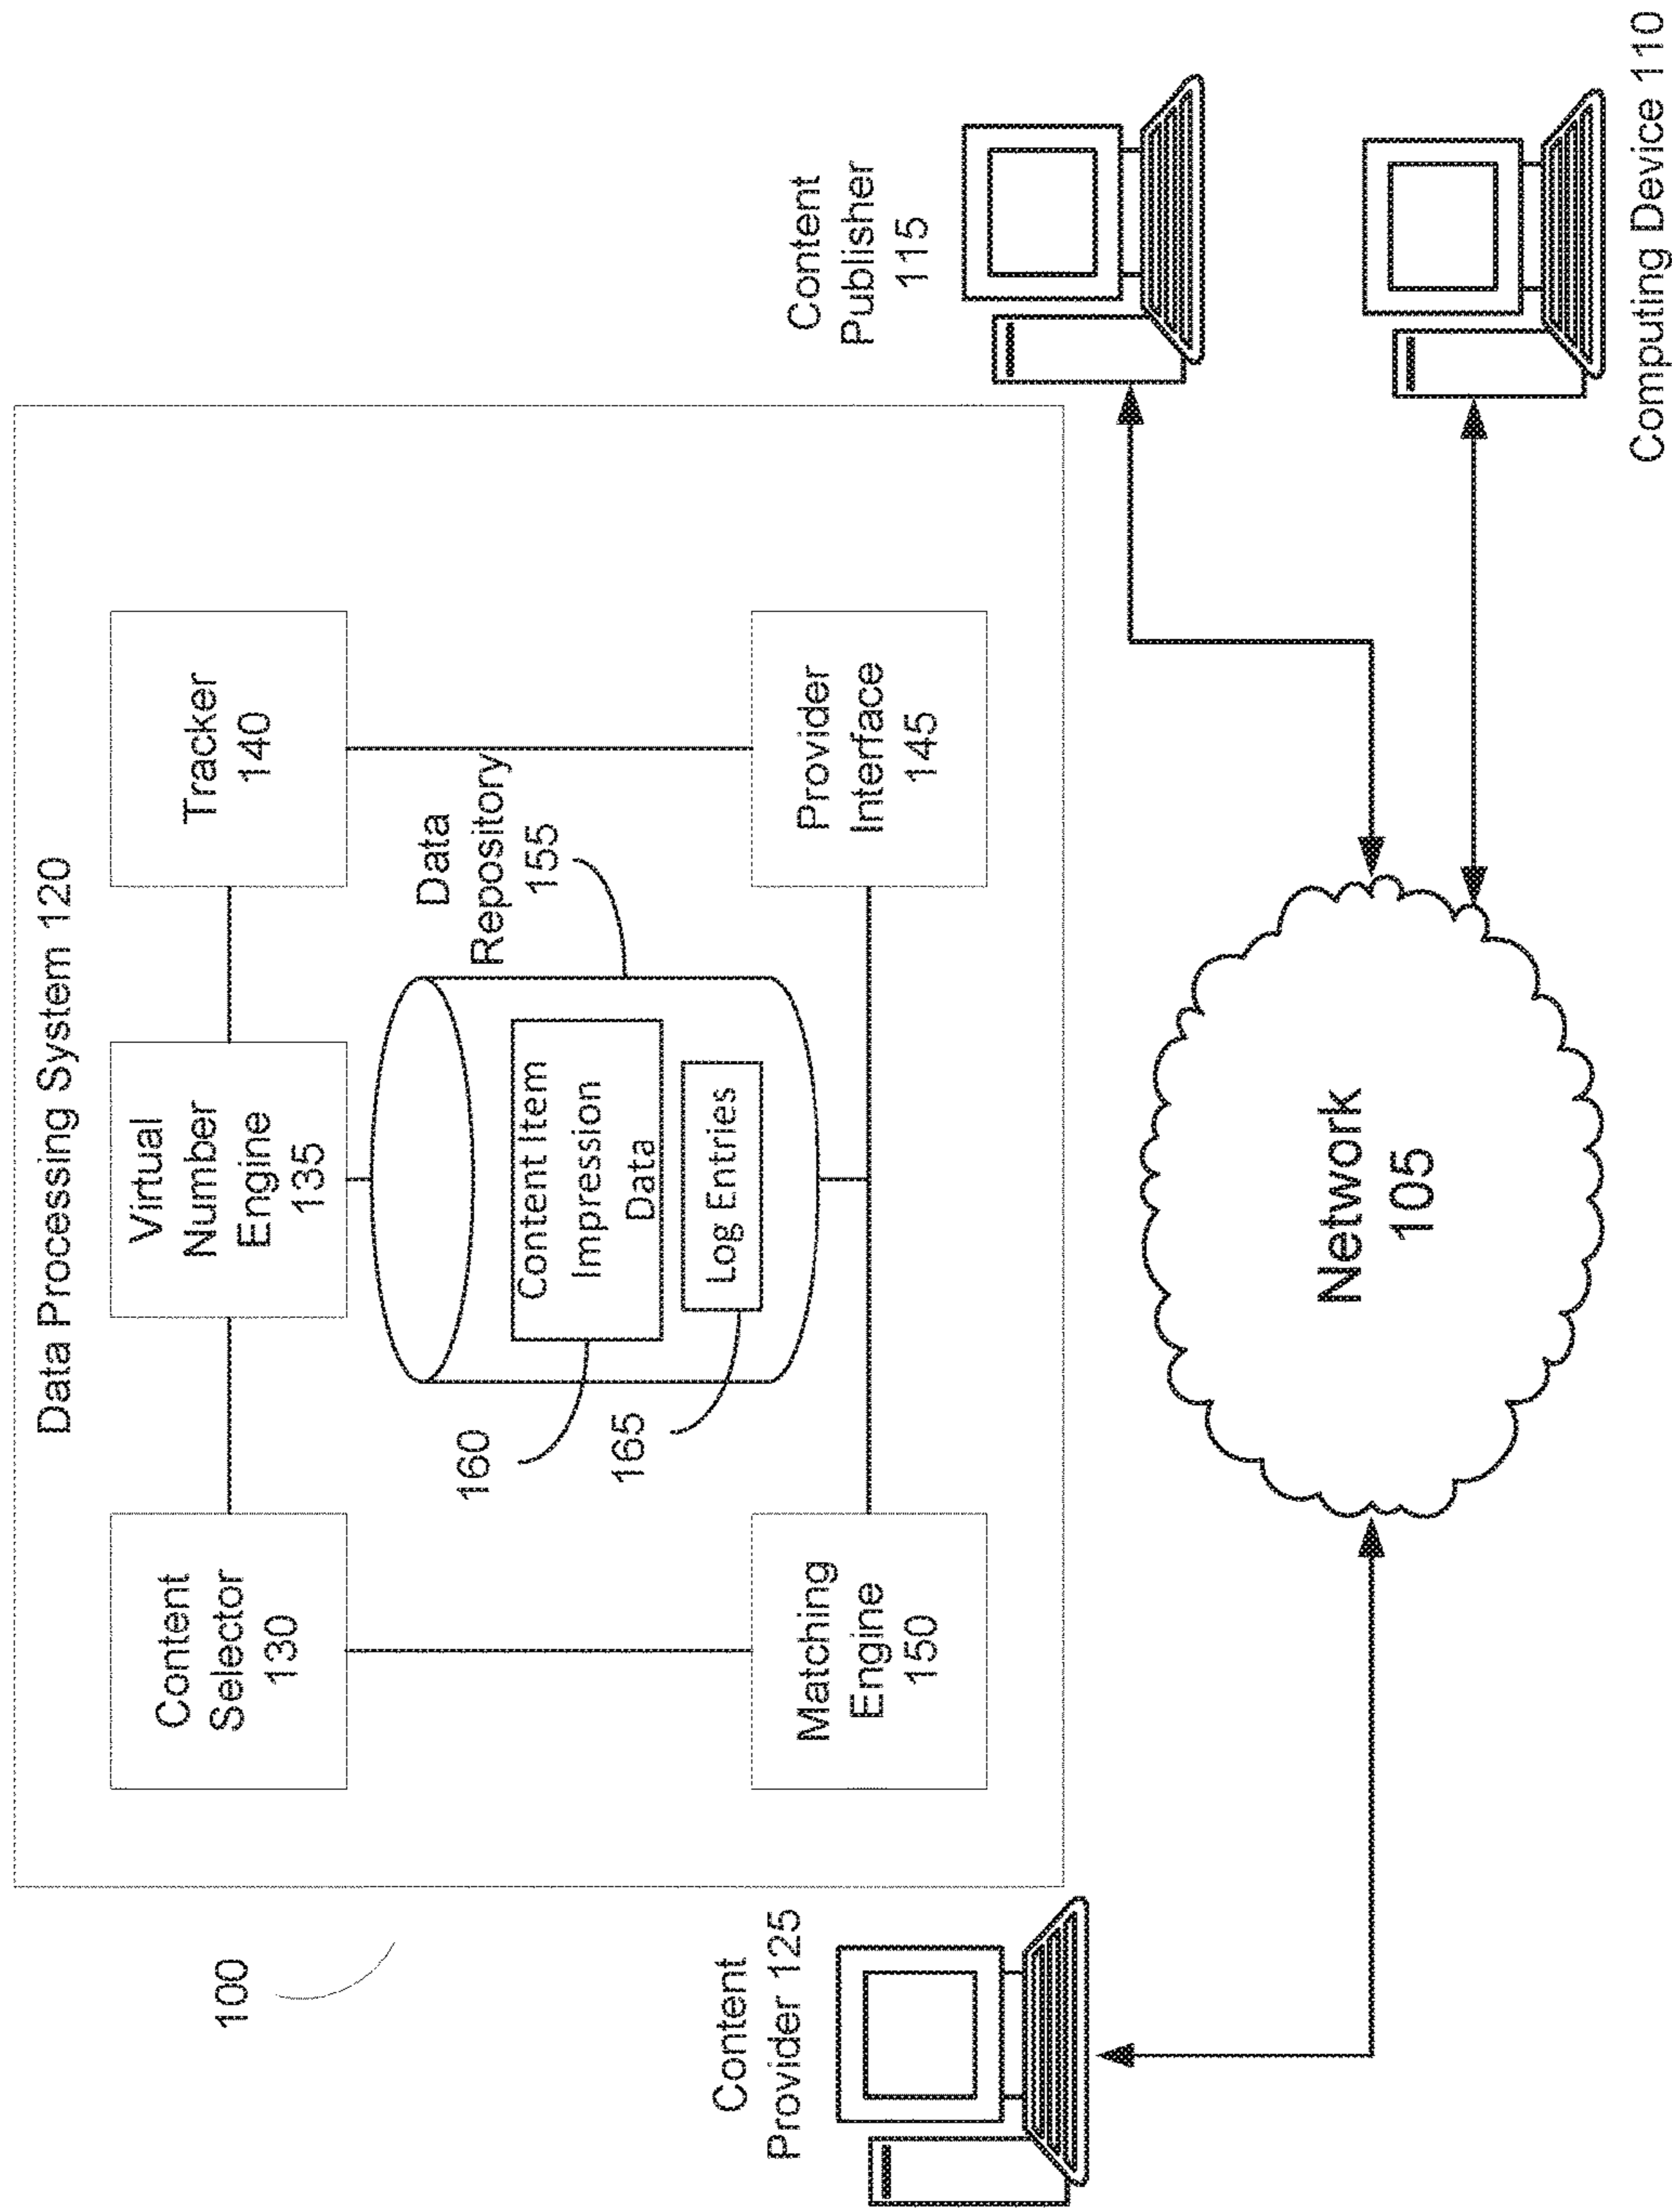 100
Data Processing System 120
Content
Selector
130
Virtual
Number
Engine
135
Tracker
140
Data
Repository
155
160
165
Content Item
Impression
Data
Log Entries
Matching
Engine
150
Provider
Interface
145
Content
Provider 125
Content
Publisher
115
Network
105
Computing Device 110